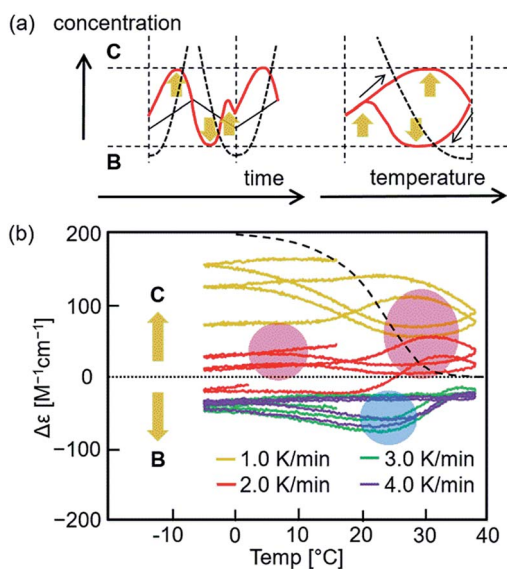 (a) concentration
C
B
time
temperature
(b)
200
100
0
−100
−200
C
B
Δε [M⁻¹cm⁻¹]
1.0 K/min 3.0 K/min
2.0 K/min 4.0 K/min
-10 0 10 20 30 40
Temp [°C]